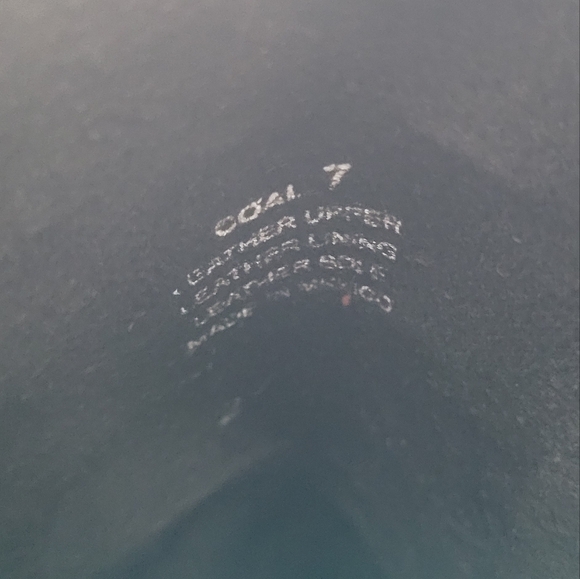 COAL 7
LEATHER UPPER
LEATHER LINING
LEATHER SOLE
MADE IN MEXICO